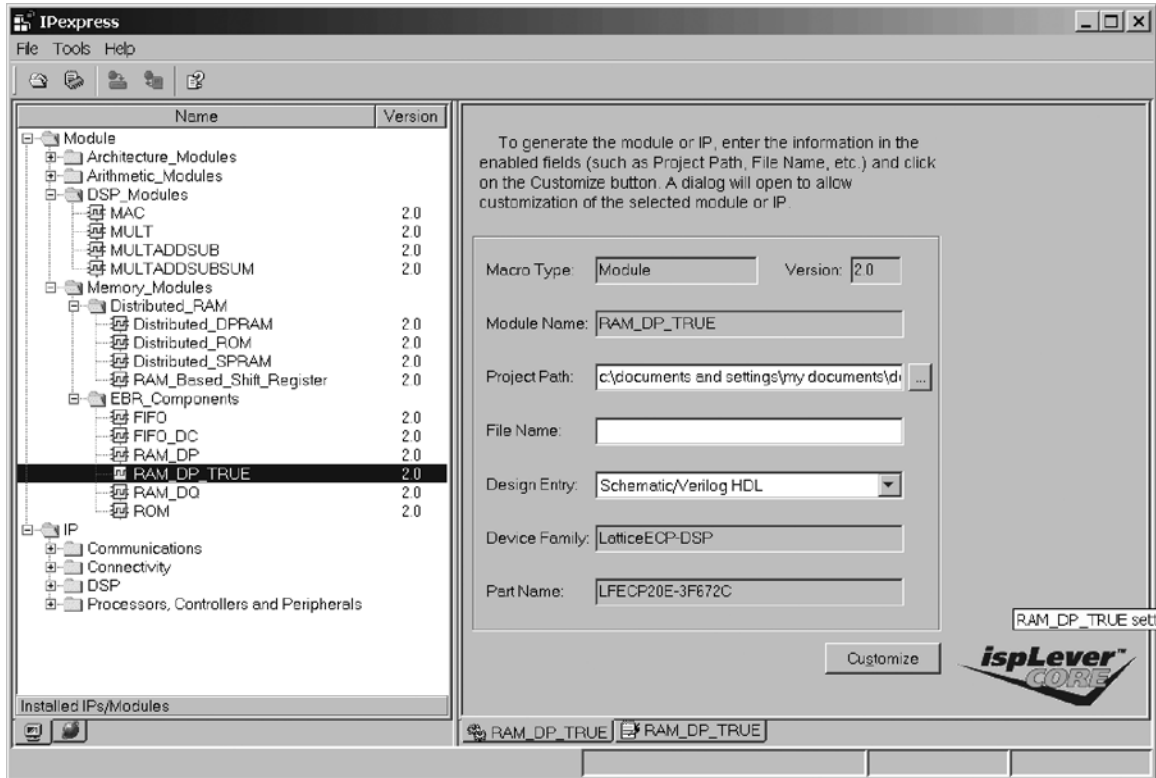 IPexpress
File Tools Help
Name Version
Module
Architecture_Modules
Arithmetic_Modules
DSP_Modules
MAC 2.0
MULT 2.0
MULTADDSUB 2.0
MULTADDSUBSUM 2.0
Memory_Modules
Distributed_RAM
Distributed_DPRAM 2.0
Distributed_ROM 2.0
Distributed_SPRAM 2.0
RAM_Based_Shift_Register 2.0
EBR_Components
FIFO 2.0
FIFO_DC 2.0
RAM_DP 2.0
RAM_DP_TRUE 2.0
RAM_DQ 2.0
ROM 2.0
IP
Communications
Connectivity
DSP
Processors, Controllers and Peripherals
Installed IPs/Modules
To generate the module or IP, enter the information in the
enabled fields (such as Project Path, File Name, etc.) and click
on the Customize button. A dialog will open to allow
customization of the selected module or IP.
Macro Type: Module Version: 2.0
Module Name: RAM_DP_TRUE
Project Path: c:\documents and settings\my documents\d ...
File Name:
Design Entry: Schematic/Verilog HDL
Device Family: LatticeECP-DSP
Part Name: LFECP20E-3F672C
RAM_DP_TRUE sett
Customize
ispLever™
CORE
RAM_DP_TRUE RAM_DP_TRUE